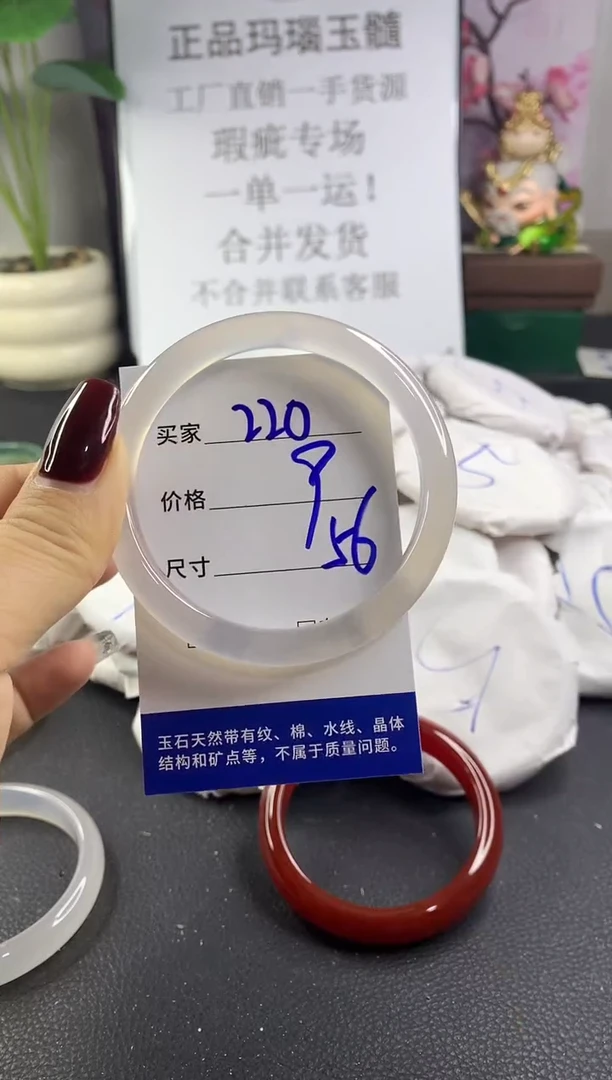 正品玛瑙玉髓
工厂直销一手货源
瑕疵专场
一单一运！
合并发货
不合并联系客服
买家 220
价格 9
尺寸 56
玉石天然带有纹、棉、水线、晶体
结构和矿点等，不属于质量问题。
5